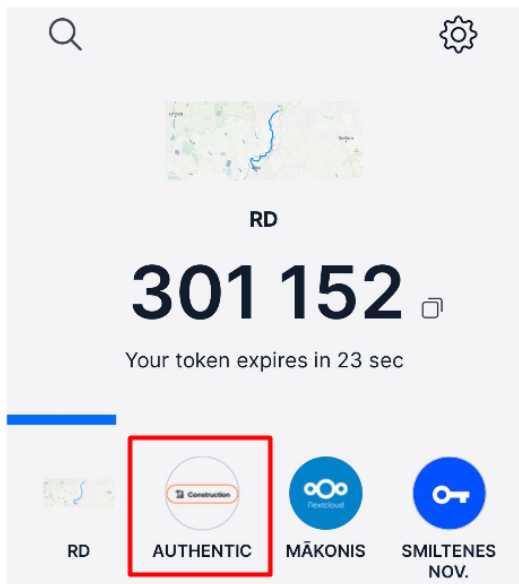 RD
301 152
Your token expires in 23 sec
Construction
Nextcloud
RD
AUTHENTIC
MĀKONIS
SMILTENES
NOV.